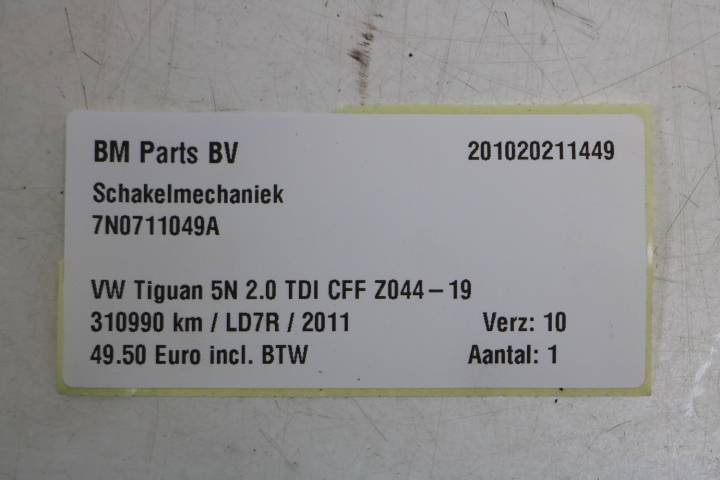 BM Parts BV 201020211449
Schakelmechaniek
7N0711049A
VW Tiguan 5N 2.0 TDI CFF Z044-19
310990 km / LD7R / 2011 Verz: 10
49.50 Euro incl. BTW Aantal: 1